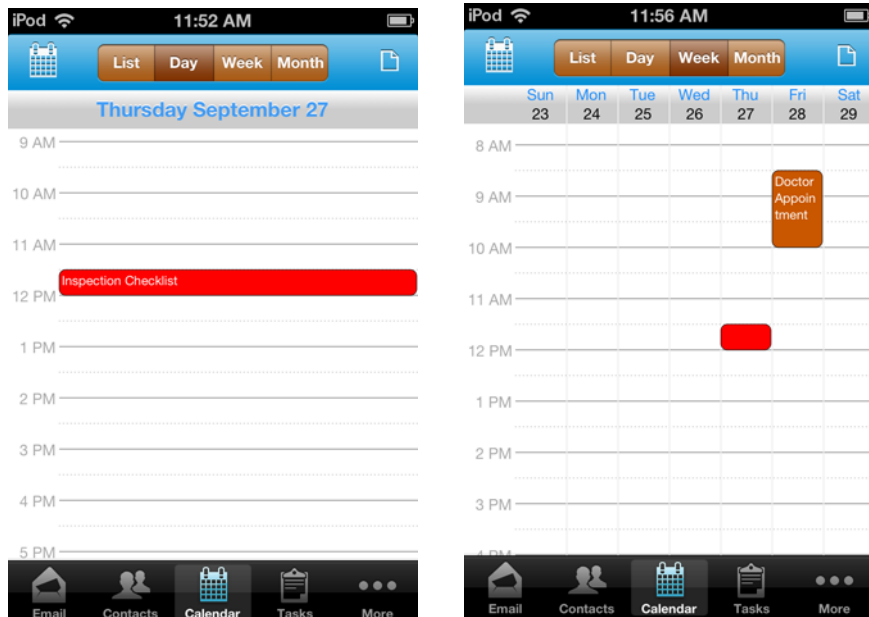 iPod 11:52 AM
List Day Week Month
Thursday September 27
9 AM
10 AM
11 AM
Inspection Checklist
12 PM
1 PM
2 PM
3 PM
4 PM
5 PM
Email Contacts Calendar Tasks More
iPod 11:56 AM
List Day Week Month
Sun Mon Tue Wed Thu Fri Sat
23 24 25 26 27 28 29
8 AM
Doctor
9 AM Appoin
tment
10 AM
11 AM
12 PM
1 PM
2 PM
3 PM
4 PM
Email Contacts Calendar Tasks More